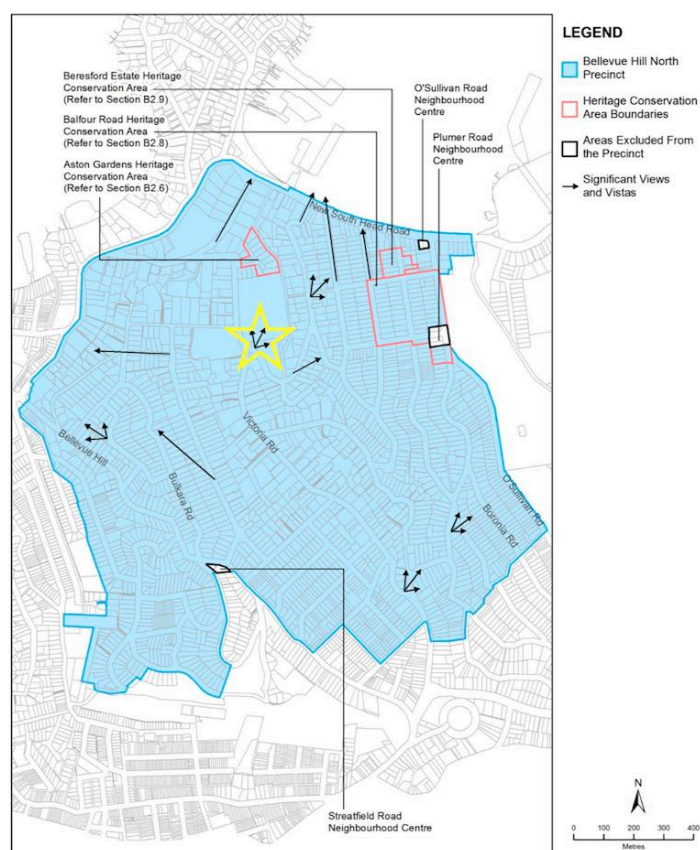 Beresford Estate Heritage
Conservation Area
(Refer to Section B2.9)
Balfour Road Heritage
Conservation Area
(Refer to Section B2.8)
Aston Gardens Heritage
Conservation Area
(Refer to Section B2.6)
O'Sullivan Road
Neighbourhood
Centre
Plumer Road
Neighbourhood
Centre
New South Head Road
Victoria Rd
Bellevue Hill
Bulkara Rd
O'Sullivan Rd
Boronia Rd
Streatfield Road
Neighbourhood Centre
LEGEND
Bellevue Hill North
Precinct
Heritage Conservation
Area Boundaries
Areas Excluded From
the Precinct
Significant Views
and Vistas
N
0 100 200 300 400
Metres